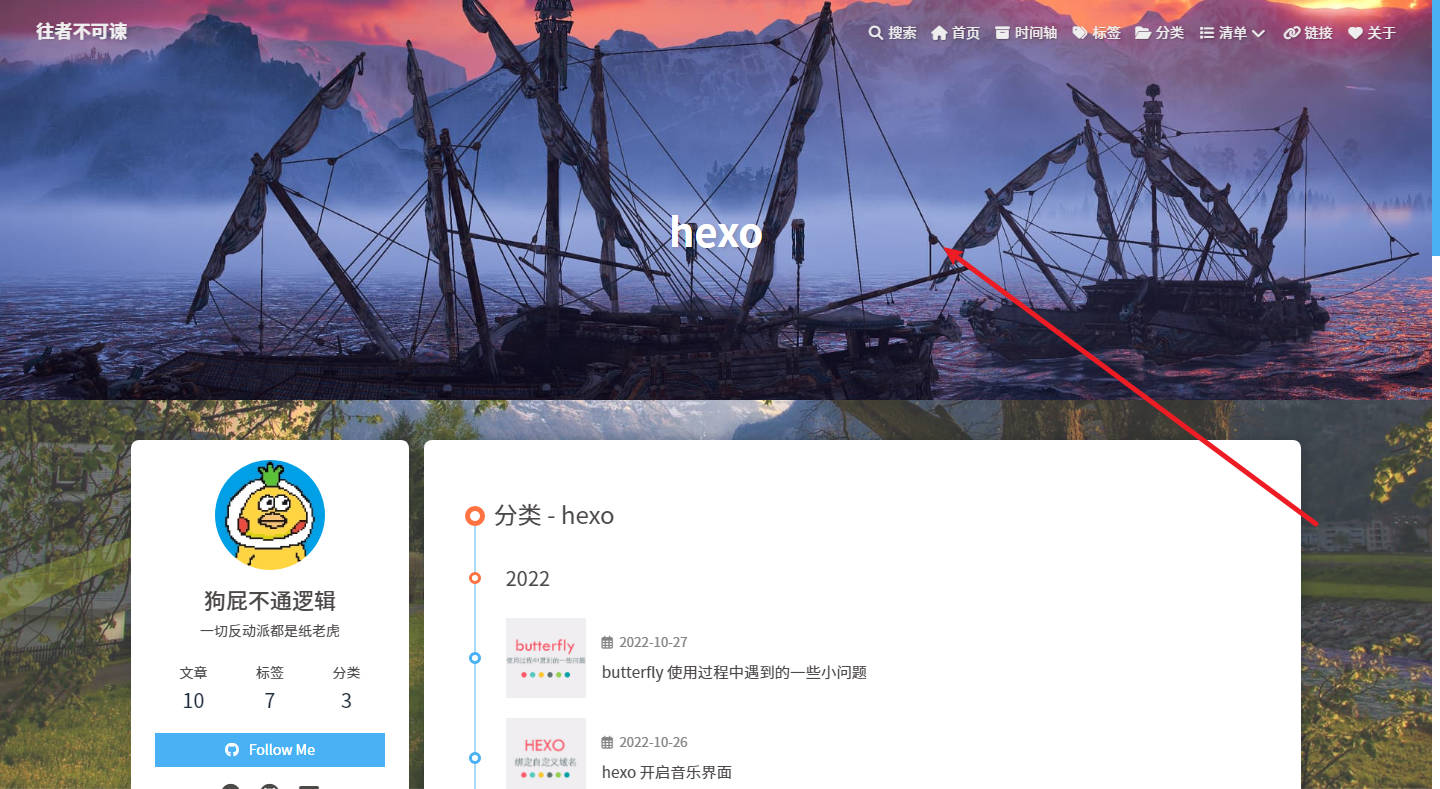 往者不可谏
搜索 首页 时间轴 标签 分类 清单 链接 关于
hexo
狗屁不通逻辑
一切反动派都是纸老虎
文章 标签 分类
10 7 3
Follow Me
分类 - hexo
2022
butterfly
使用过程中遇到的一些问题
2022-10-27
butterfly 使用过程中遇到的一些小问题
HEXO
绑定自定义域名
2022-10-26
hexo 开启音乐界面